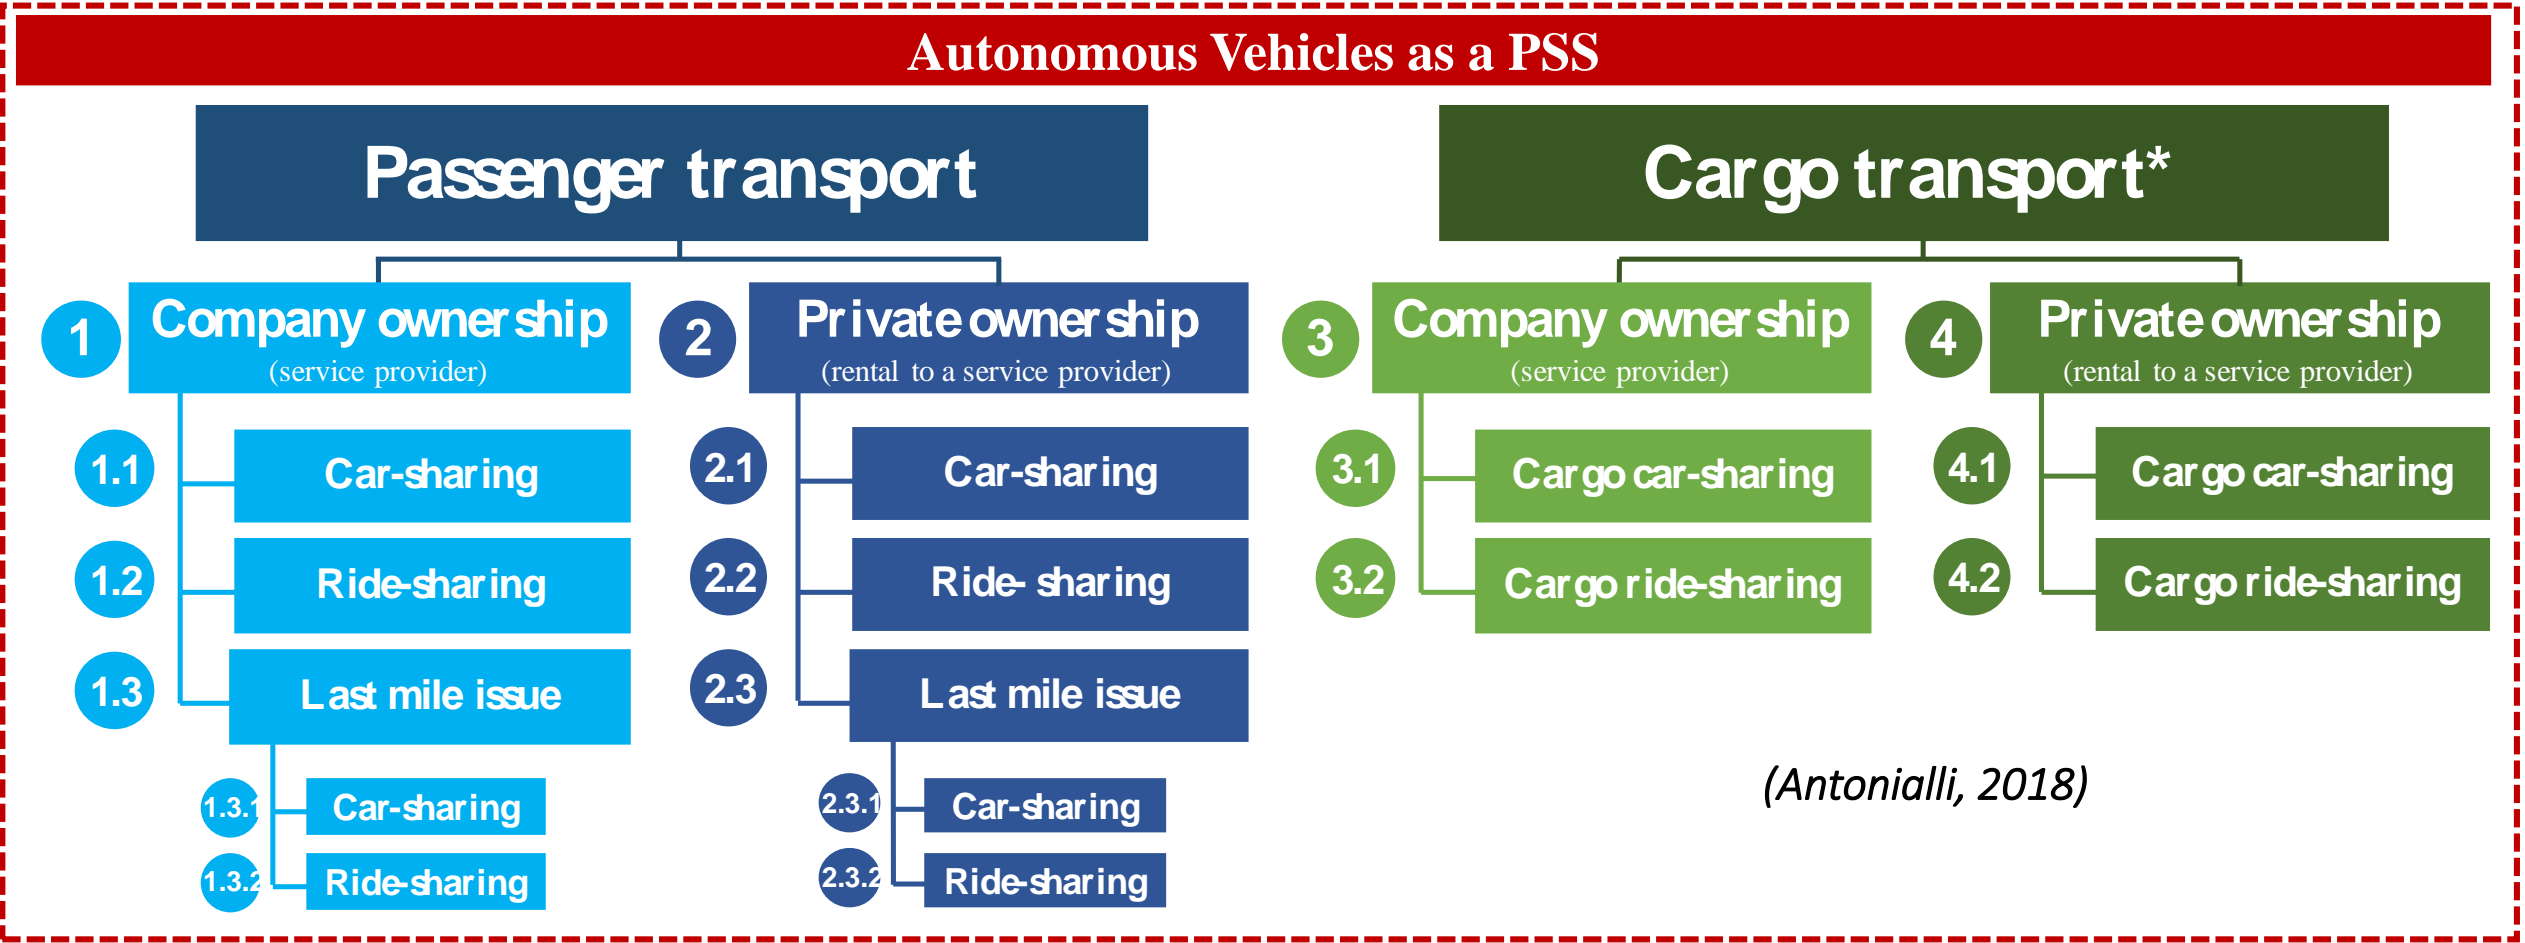 Autonomous Vehicles as a PSS
Passenger transport
Cargo transport*
1
Company ownership
(service provider)
1.1
Car-sharing
1.2
Ride-sharing
1.3
Last mile issue
1.3.1
Car-sharing
1.3.2
Ride-sharing
2
Private ownership
(rental to a service provider)
2.1
Car-sharing
2.2
Ride- sharing
2.3
Last mile issue
2.3.1
Car-sharing
2.3.2
Ride-sharing
3
Company ownership
(service provider)
3.1
Cargo car-sharing
3.2
Cargo ride-sharing
4
Private ownership
(rental to a service provider)
4.1
Cargo car-sharing
4.2
Cargo ride-sharing
(Antonialli, 2018)